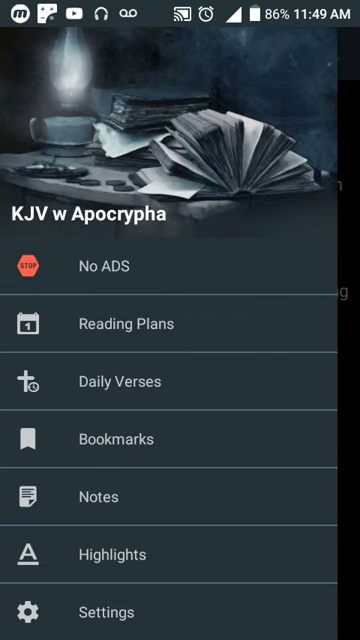 86% 11:49 AM
KJV w Apocrypha
STOP
No ADS
1
Reading Plans
Daily Verses
Bookmarks
Notes
Highlights
Settings